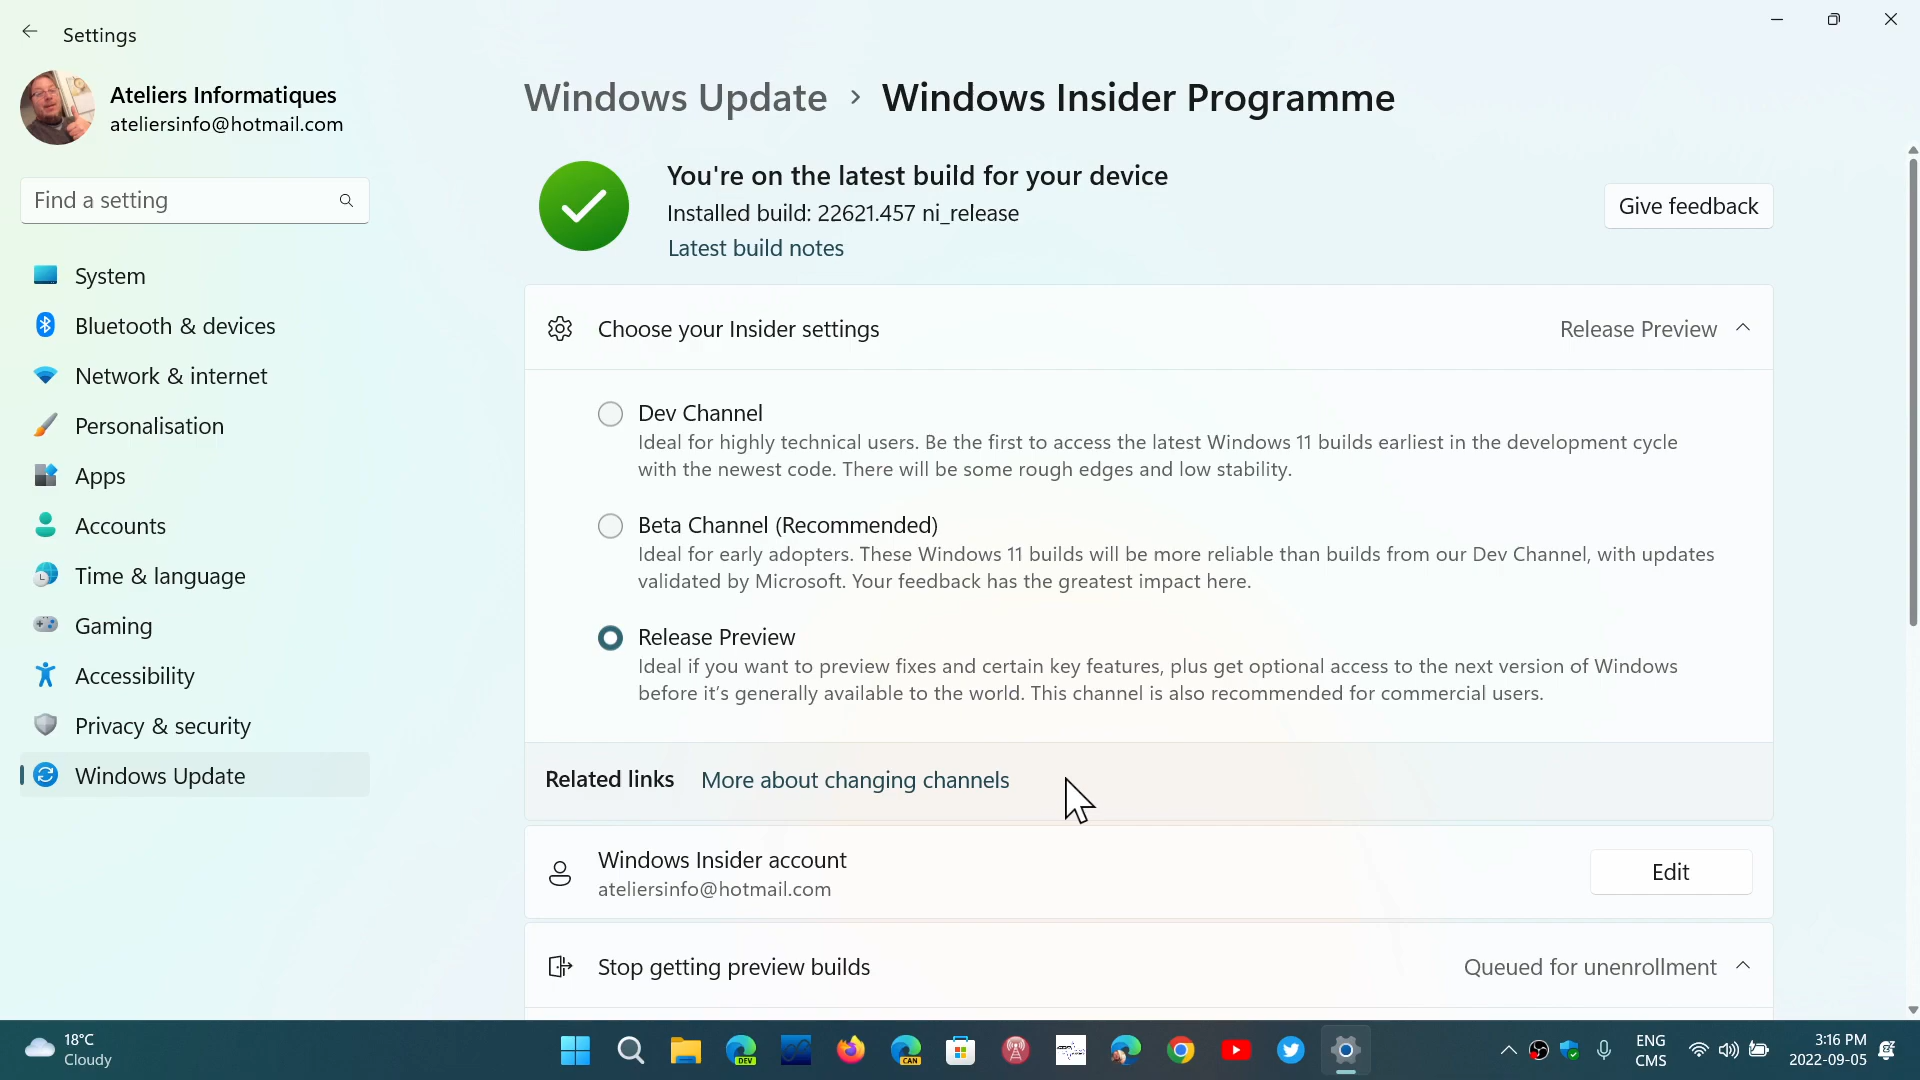 Settings
Ateliers Informatiques
ateliersinfo@hotmail.com
Find a setting
System
Bluetooth & devices
Network & internet
Personalisation
Apps
Accounts
Time & language
Gaming
Accessibility
Privacy & security
Windows Update
Windows Update > Windows Insider Programme
You're on the latest build for your device
Installed build: 22621.457 ni_release
Latest build notes
Give feedback
Choose your Insider settings
Release Preview
Dev Channel
Ideal for highly technical users. Be the first to access the latest Windows 11 builds earliest in the development cycle
with the newest code. There will be some rough edges and low stability.
Beta Channel (Recommended)
Ideal for early adopters. These Windows 11 builds will be more reliable than builds from our Dev Channel, with updates
validated by Microsoft. Your feedback has the greatest impact here.
Release Preview
Ideal if you want to preview fixes and certain key features, plus get optional access to the next version of Windows
before it's generally available to the world. This channel is also recommended for commercial users.
Related links More about changing channels
Windows Insider account
ateliersinfo@hotmail.com
Edit
Stop getting preview builds
Queued for unenrollment
18°C
Cloudy
DEV
CAN
ENG
CMS
3:16 PM
2022-09-05